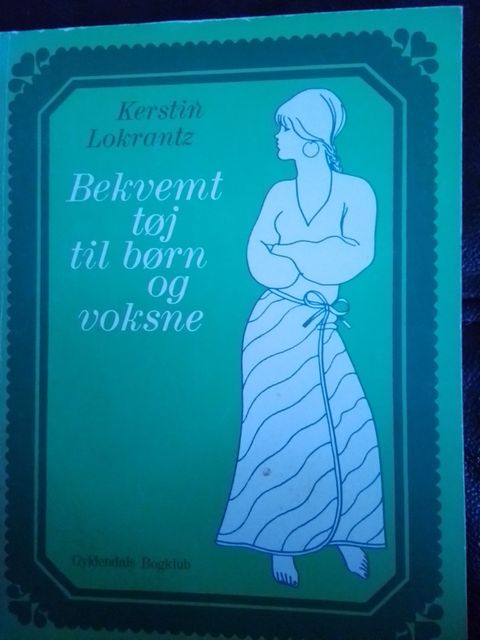 Kerstin
Lokrantz
Bekvemt
tøj
til børn
og
voksne
Gyldendals Bogklub